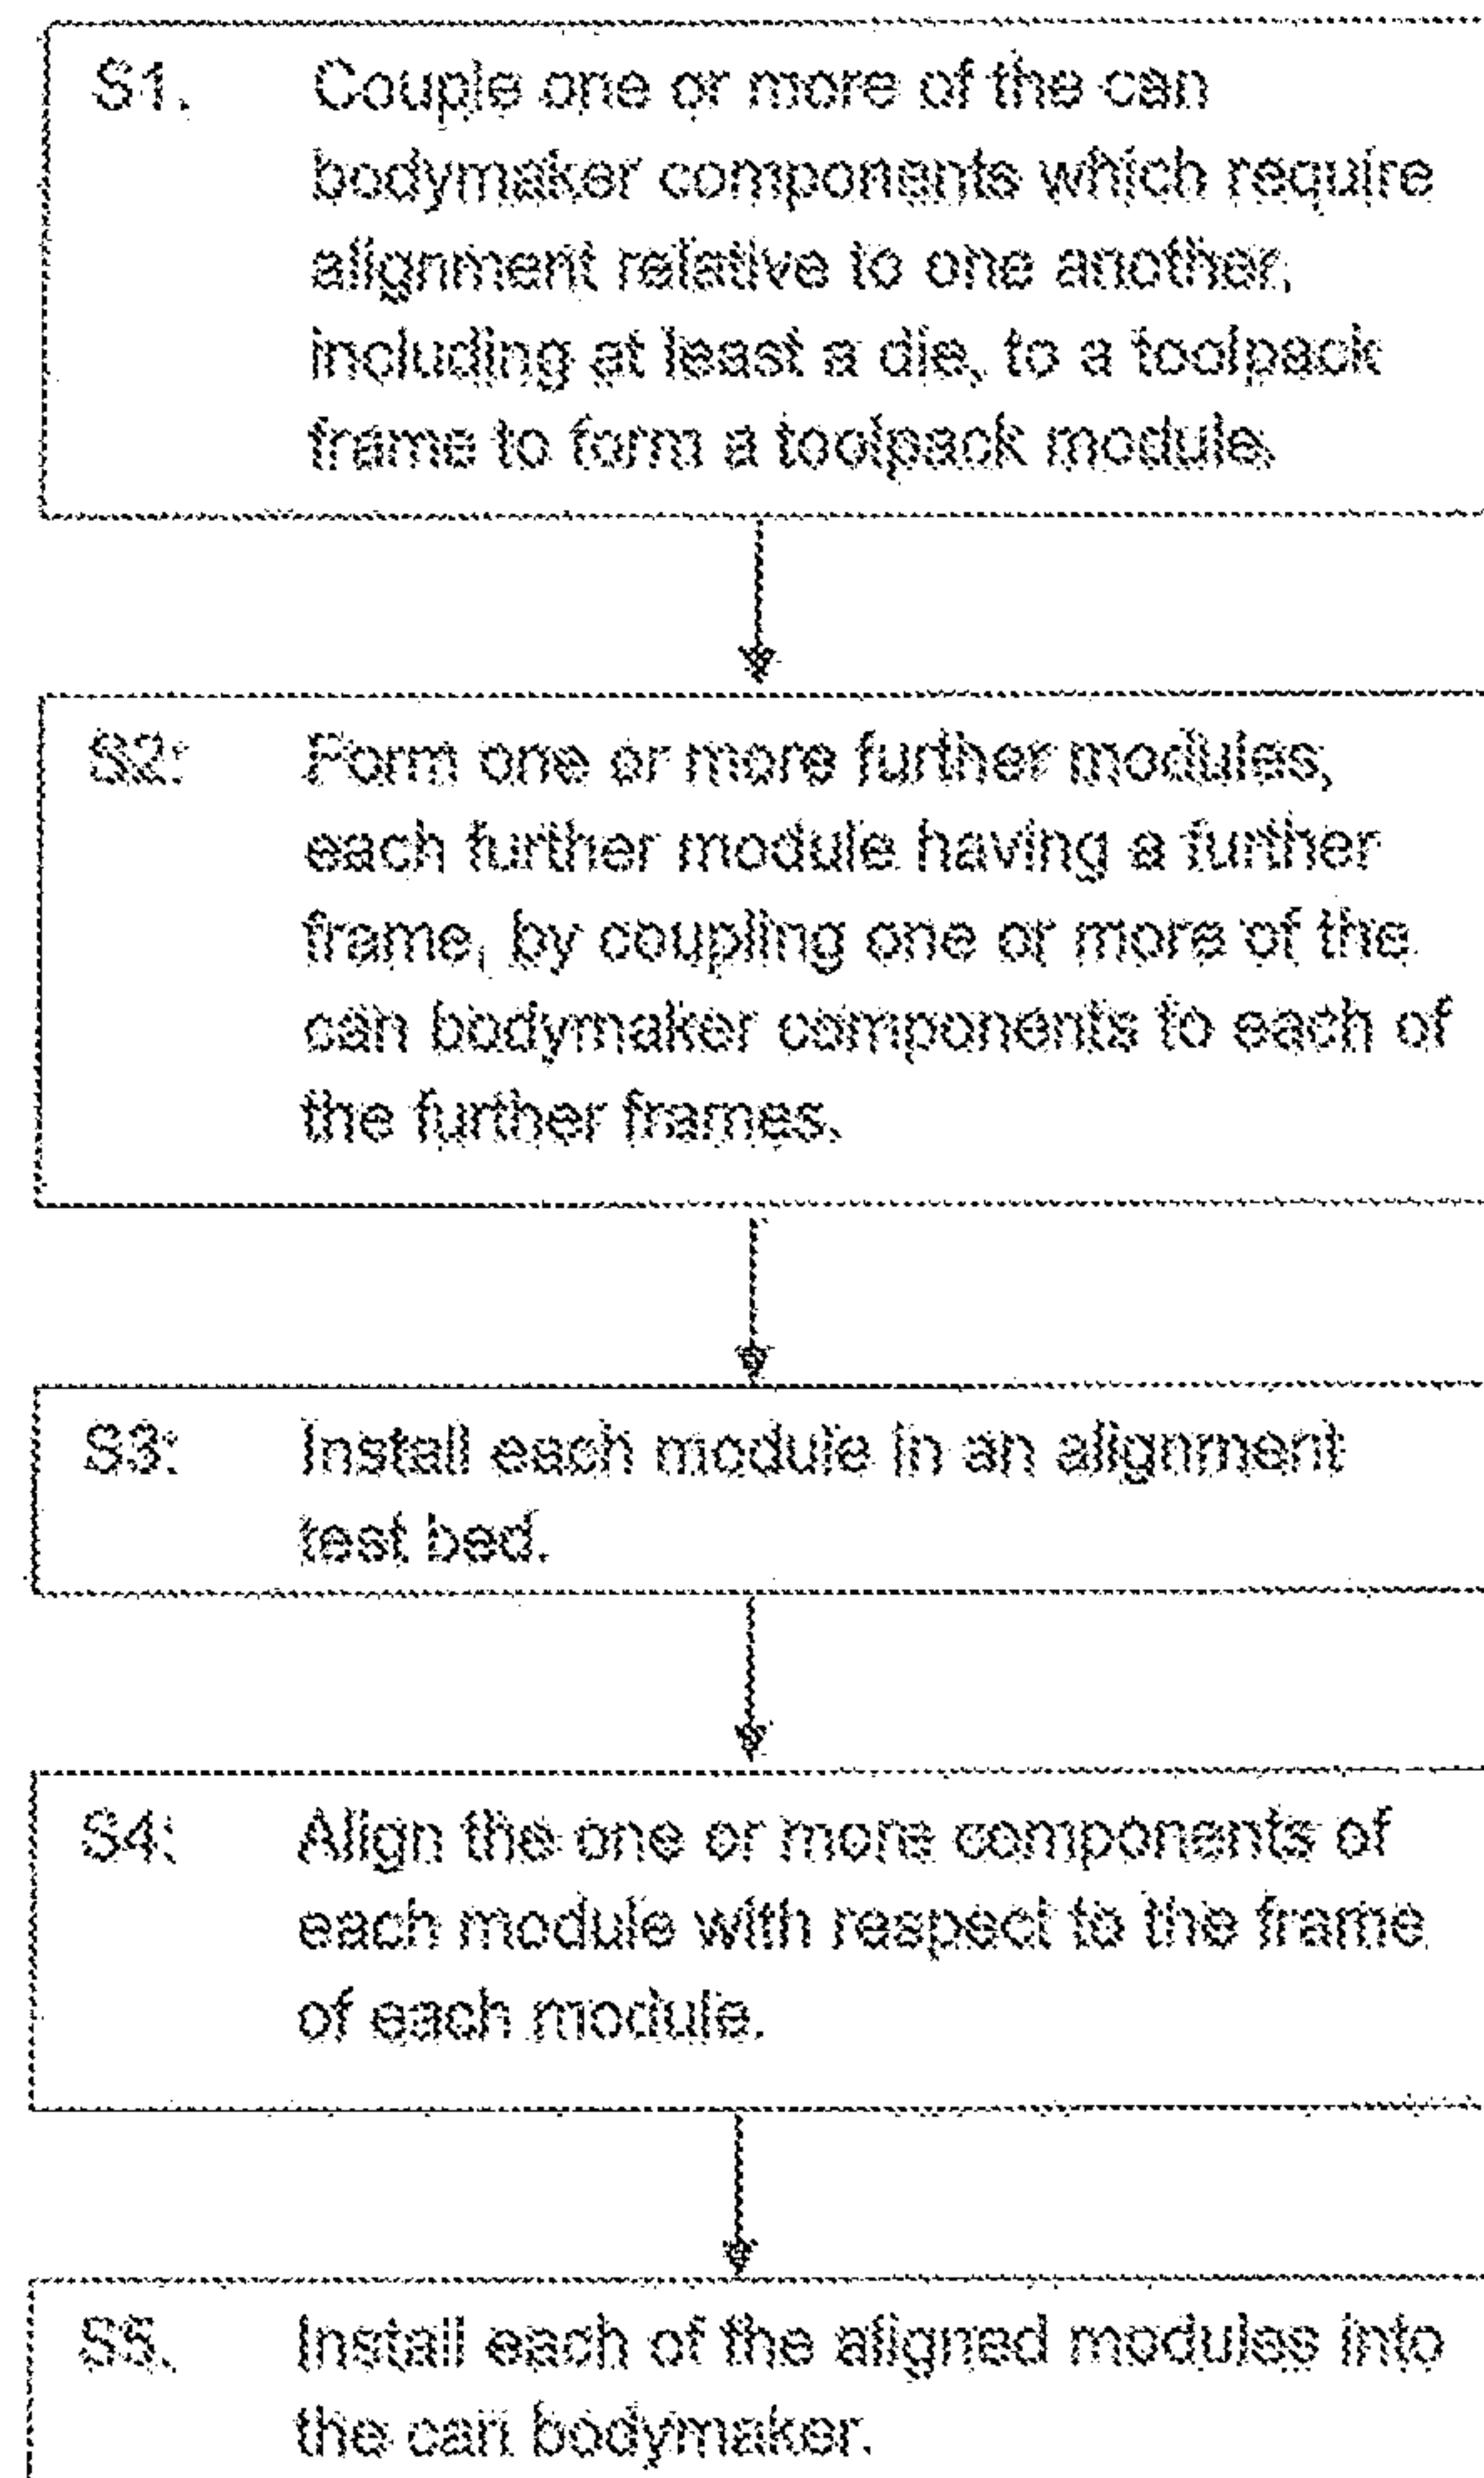 S1. Couple one or more of the can
bodymaker components which require
alignment relative to one another,
including at least a die, to a toolpack
frame to form a toolpack module.
S2: Form one or more further modules,
each further module having a further
frame, by coupling one or more of the
can bodymaker components to each of
the further frames.
S3: Install each module in an alignment
test bed.
S4: Align the one or more components of
each module with respect to the frame
of each module.
S5. Install each of the aligned modules into
the can bodymaker.